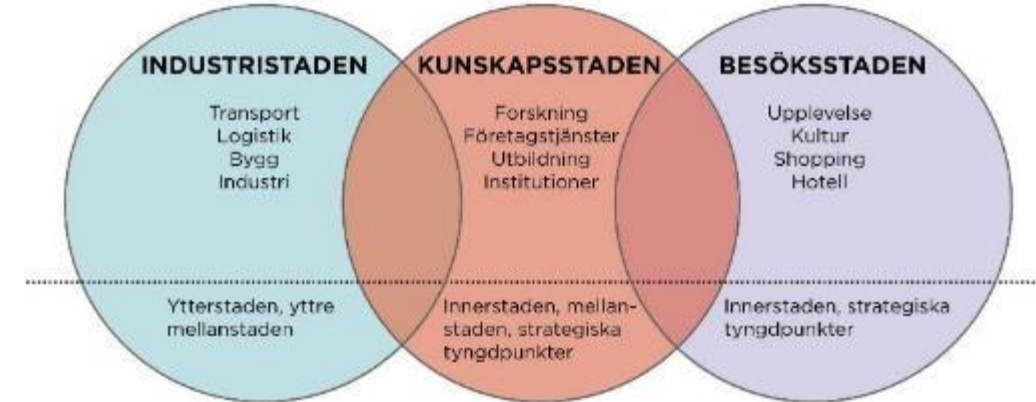 INDUSTRISTADEN
Transport
Logistik
Bygg
Industri
Ytterstaden, yttre
mellanstaden
KUNSKAPSSTADEN
Forskning
Företagstjänster
Utbildning
Institutioner
Innerstaden, mellan-
staden, strategiska
tyngdpunkter
BESÖKSSTADEN
Upplevelse
Kultur
Shopping
Hotell
Innerstaden, strategiska
tyngdpunkter